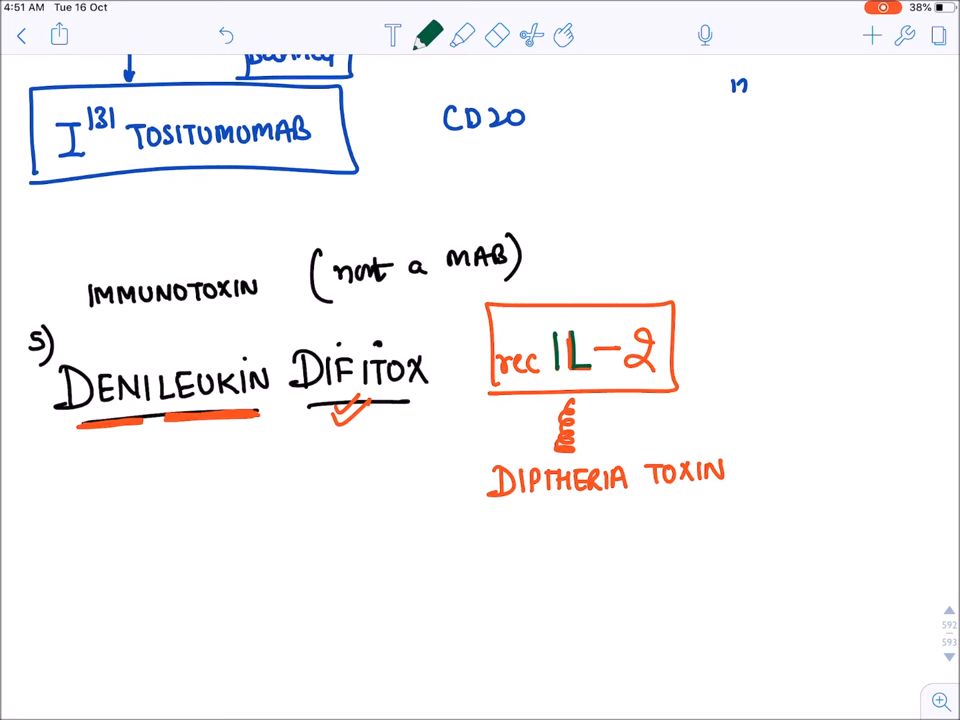 4:51 AM Tue 16 Oct
38%
T
I 131 TOSITUMOMAB
CD20
IMMUNOTOXIN (not a MAB)
5)
DENILEUKIN DIFITOX
rec IL-2
DIPTHERIA TOXIN
592
593